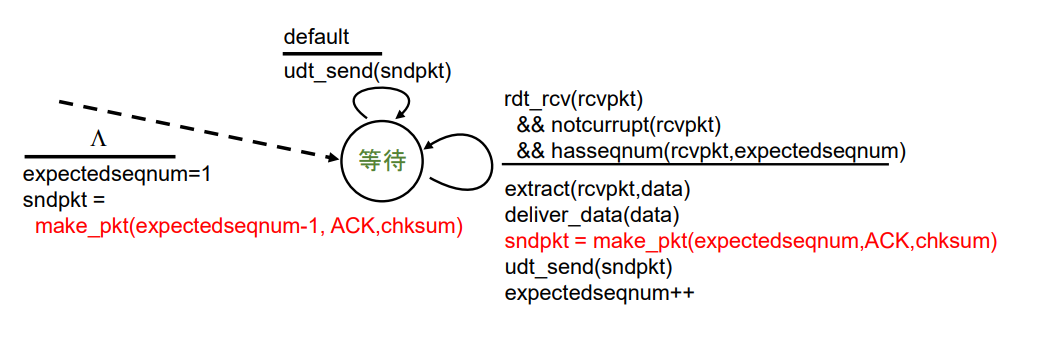 default
udt_send(sndpkt)
rdt_rcv(rcvpkt)
&& notcurrupt(rcvpkt)
&& hasseqnum(rcvpkt,expectedseqnum)
Λ
等待
expectedseqnum=1
sndpkt =
make_pkt(expectedseqnum-1, ACK,chksum)
extract(rcvpkt,data)
deliver_data(data)
sndpkt = make_pkt(expectedseqnum,ACK,chksum)
udt_send(sndpkt)
expectedseqnum++